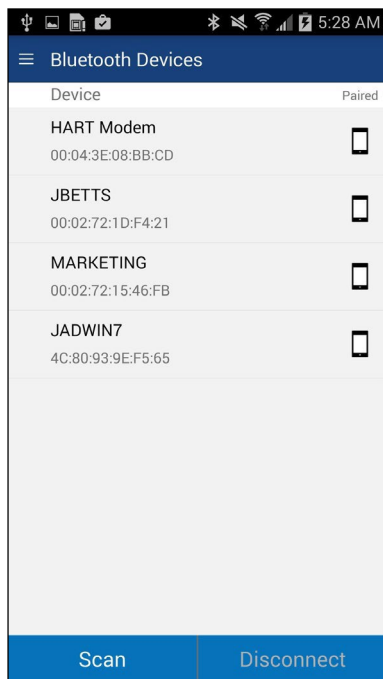 5:28 AM
Bluetooth Devices
Device Paired
HART Modem
00:04:3E:08:BB:CD
JBETTS
00:02:72:1D:F4:21
MARKETING
00:02:72:15:46:FB
JADWIN7
4C:80:93:9E:F5:65
Scan Disconnect